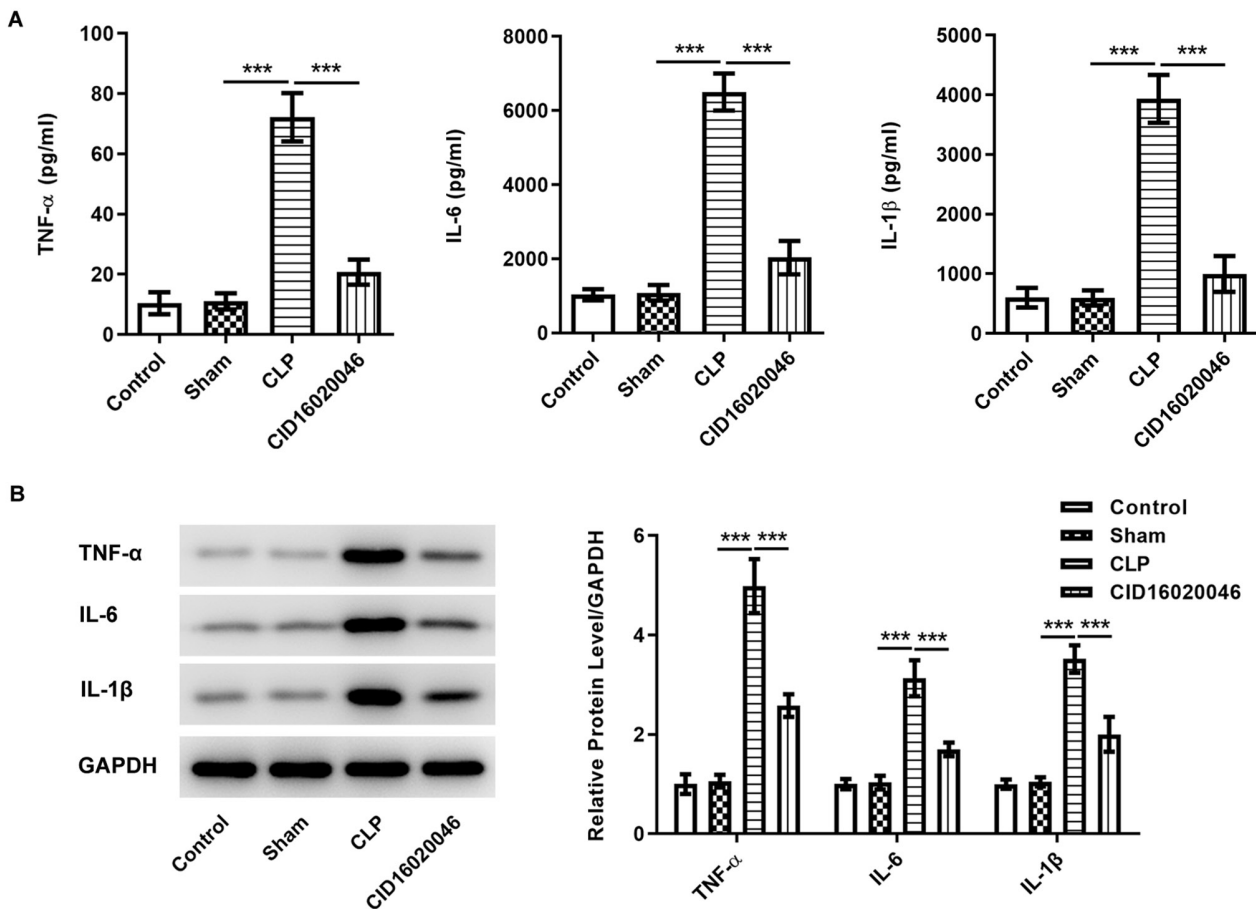 A
TNF-α (pg/ml)
100
80
60
40
20
0
*** ***
Control
Sham
CLP
CID16020046
IL-6 (pg/ml)
8000
6000
4000
2000
0
*** ***
Control
Sham
CLP
CID16020046
IL-1β (pg/ml)
5000
4000
3000
2000
1000
0
*** ***
Control
Sham
CLP
CID16020046
B
TNF-α
IL-6
IL-1β
GAPDH
Control
Sham
CLP
CID16020046
Relative Protein Level/GAPDH
6
4
2
0
*** ***
*** ***
*** ***
TNF-α
IL-6
IL-1β
Control
Sham
CLP
CID16020046